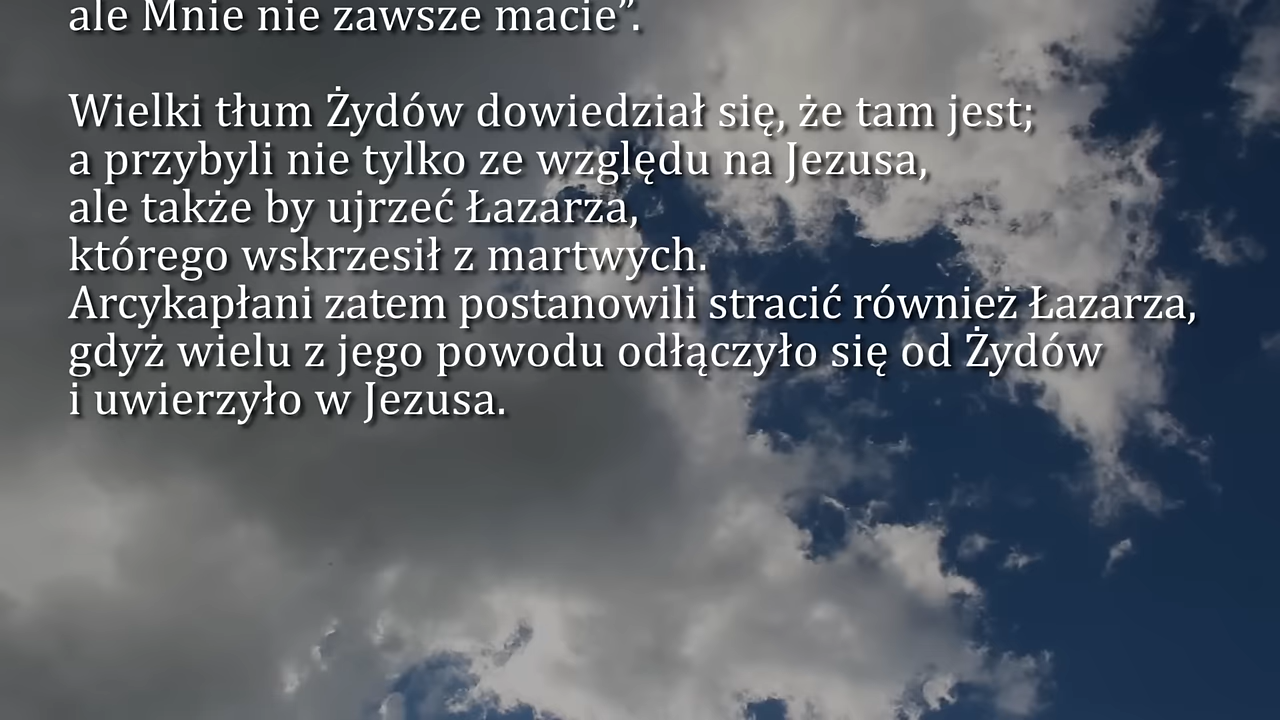 ale Mnie nie zawsze macie”.
Wielki tłum Żydów dowiedział się, że tam jest;
a przybyli nie tylko ze względu na Jezusa,
ale także by ujrzeć Łazarza,
którego wskrzesił z martwych.
Arcykapłani zatem postanowili stracić również Łazarza,
gdyż wielu z jego powodu odłączyło się od Żydów
i uwierzyło w Jezusa.